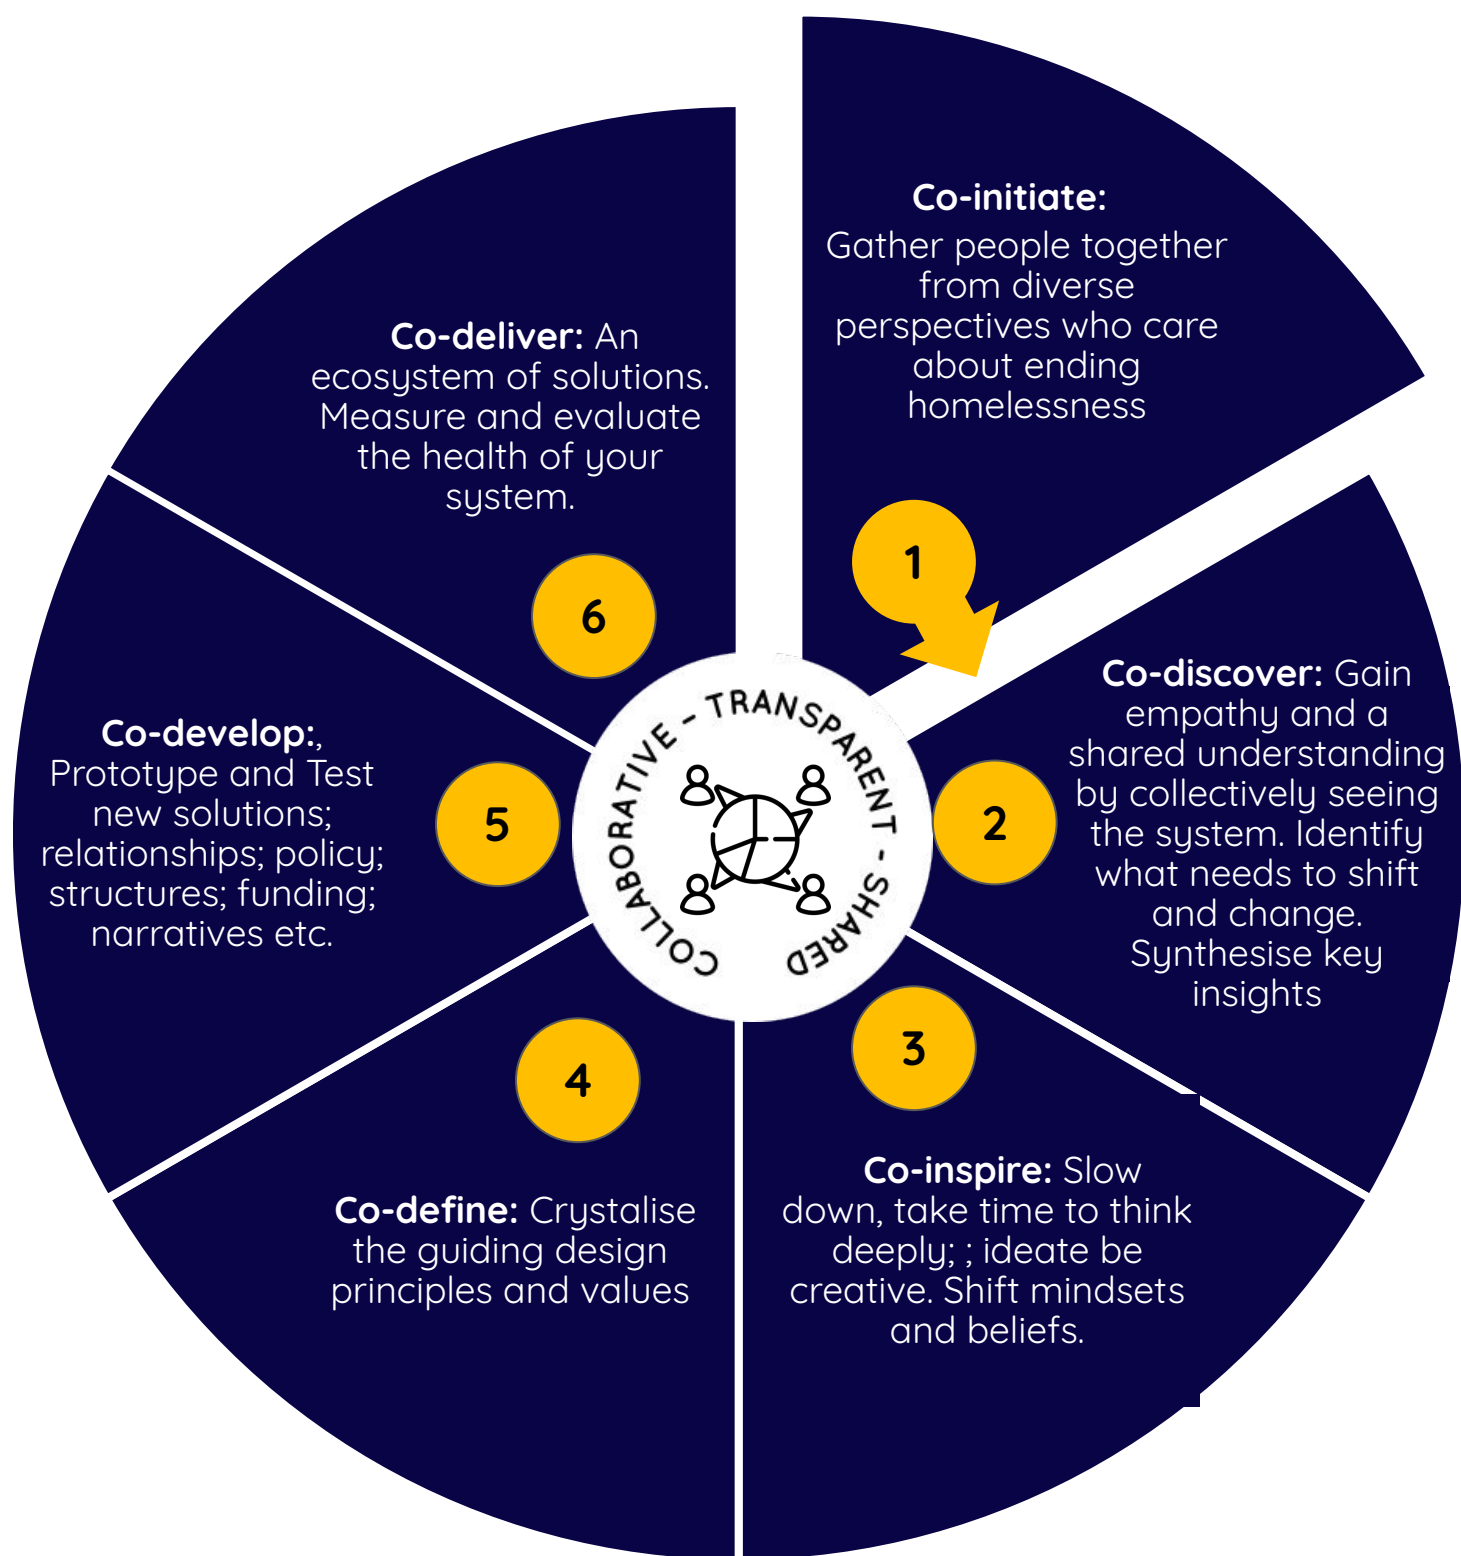 Co-initiate:
Gather people together
from diverse
perspectives who care
about ending
homelessness
1
Co-discover: Gain
empathy and a
shared understanding
by collectively seeing
the system. Identify
what needs to shift
and change.
Synthesise key
insights
2
3
Co-inspire: Slow
down, take time to think
deeply; ; ideate be
creative. Shift mindsets
and beliefs.
4
Co-define: Crystalise
the guiding design
principles and values
Co-develop:,
Prototype and Test
new solutions;
relationships; policy;
structures; funding;
narratives etc.
5
Co-deliver: An
ecosystem of solutions.
Measure and evaluate
the health of your
system.
6
COLLABORATIVE - TRANSPARENT - SHARED